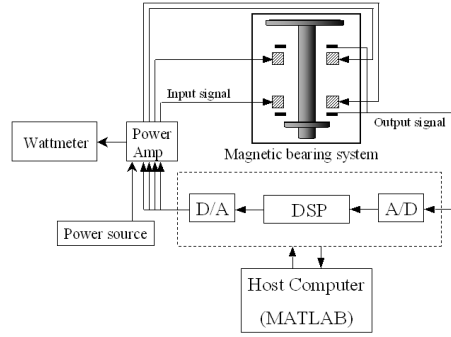 Input signal
Output signal
Wattmeter
Power
Amp
Magnetic bearing system
Power source
D/A
DSP
A/D
Host Computer
(MATLAB)